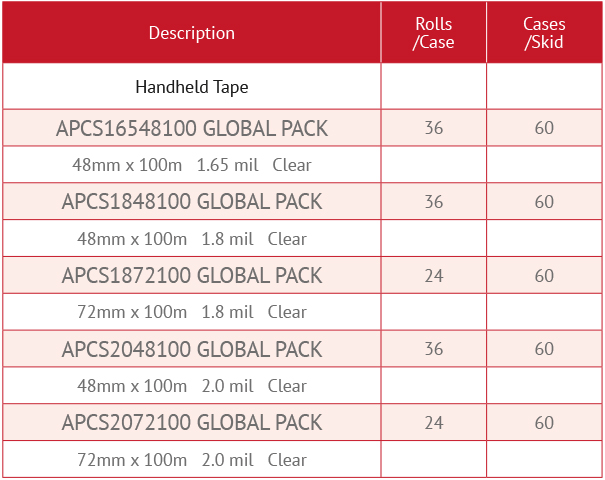 Description Rolls /Case Cases /Skid
Handheld Tape
APCS16548100 GLOBAL PACK 36 60
48mm x 100m 1.65 mil Clear
APCS1848100 GLOBAL PACK 36 60
48mm x 100m 1.8 mil Clear
APCS1872100 GLOBAL PACK 24 60
72mm x 100m 1.8 mil Clear
APCS2048100 GLOBAL PACK 36 60
48mm x 100m 2.0 mil Clear
APCS2072100 GLOBAL PACK 24 60
72mm x 100m 2.0 mil Clear